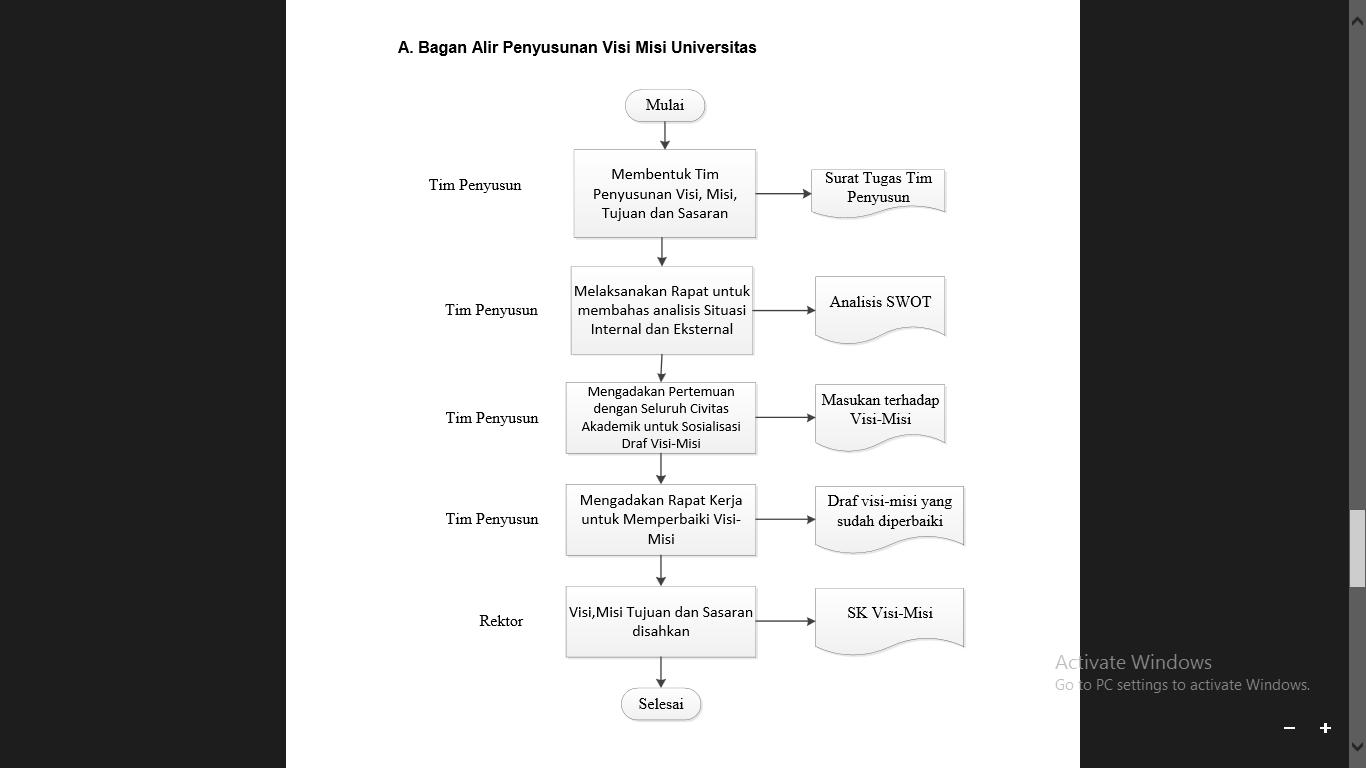 A. Bagan Alir Penyusunan Visi Misi Universitas
Mulai
Tim Penyusun
Membentuk Tim
Penyusunan Visi, Misi,
Tujuan dan Sasaran
Surat Tugas Tim
Penyusun
Tim Penyusun
Melaksanakan Rapat untuk
membahas analisis Situasi
Internal dan Eksternal
Analisis SWOT
Tim Penyusun
Mengadakan Pertemuan
dengan Seluruh Civitas
Akademik untuk Sosialisasi
Draf Visi-Misi
Masukan terhadap
Visi-Misi
Tim Penyusun
Mengadakan Rapat Kerja
untuk Memperbaiki Visi-
Misi
Draf visi-misi yang
sudah diperbaiki
Rektor
Visi,Misi Tujuan dan Sasaran
disahkan
SK Visi-Misi
Selesai
Activate Windows
Go to PC settings to activate Windows.